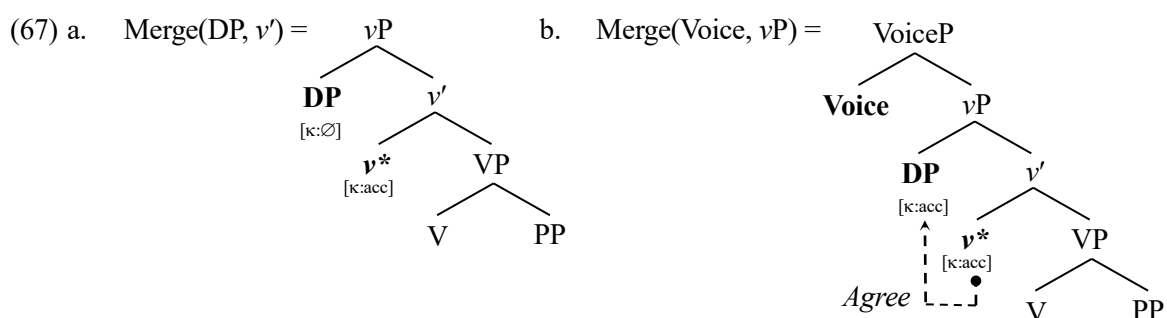 (67) a. Merge(DP, v′) = vP b. Merge(Voice, vP) = VoiceP
DP v′ Voice vP
[κ:∅]
v* VP DP v′
[κ:acc] [κ:acc]
V PP v* VP
[κ:acc]
Agree V PP